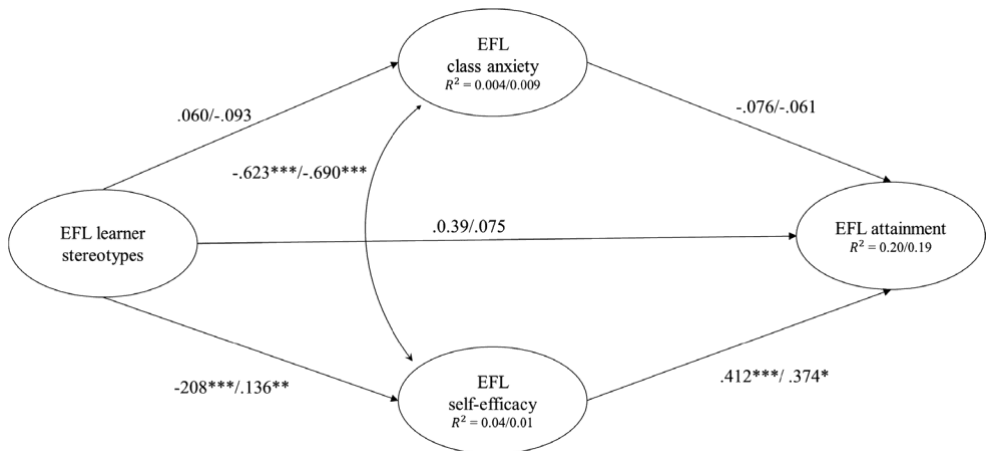 EFL
class anxiety
R² = 0.004/0.009
.060/-.093
-.076/-.061
-.623***/-.690***
EFL learner
stereotypes
.0.39/.075
EFL attainment
R² = 0.20/0.19
-208***/.136**
EFL
self-efficacy
R² = 0.04/0.01
.412***/ .374*